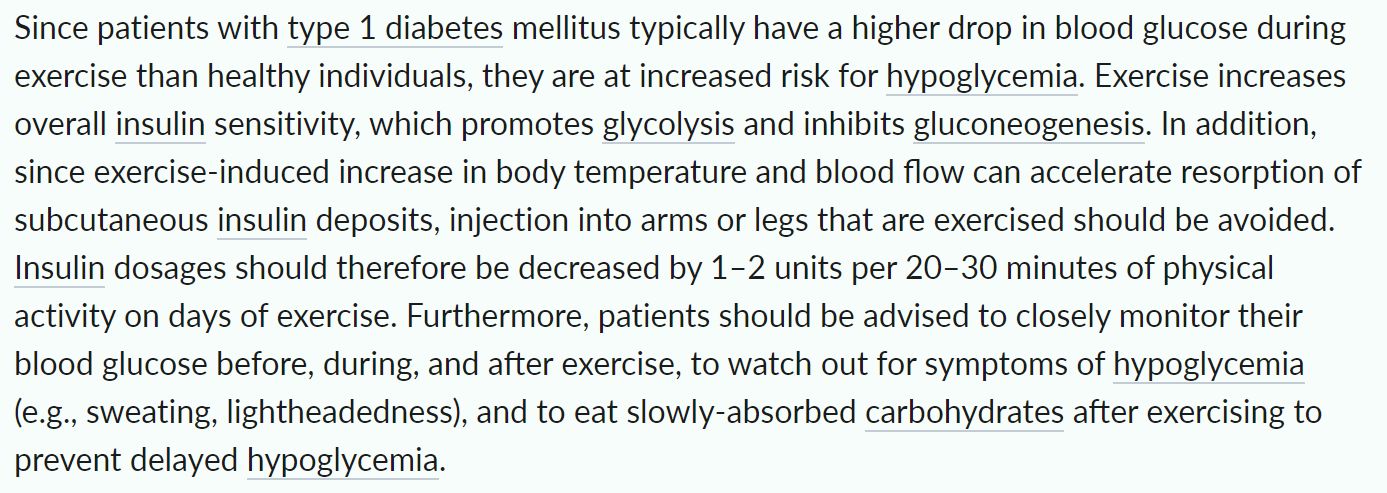 Since patients with type 1 diabetes mellitus typically have a higher drop in blood glucose during
exercise than healthy individuals, they are at increased risk for hypoglycemia. Exercise increases
overall insulin sensitivity, which promotes glycolysis and inhibits gluconeogenesis. In addition,
since exercise-induced increase in body temperature and blood flow can accelerate resorption of
subcutaneous insulin deposits, injection into arms or legs that are exercised should be avoided.
Insulin dosages should therefore be decreased by 1–2 units per 20–30 minutes of physical
activity on days of exercise. Furthermore, patients should be advised to closely monitor their
blood glucose before, during, and after exercise, to watch out for symptoms of hypoglycemia
(e.g., sweating, lightheadedness), and to eat slowly-absorbed carbohydrates after exercising to
prevent delayed hypoglycemia.